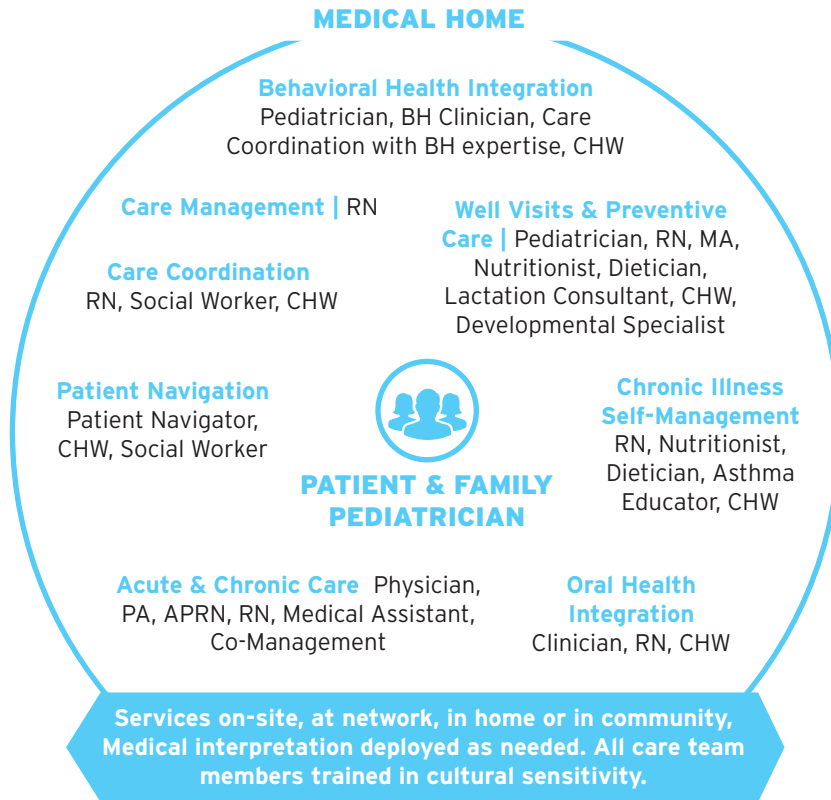 MEDICAL HOME
Behavioral Health Integration
Pediatrician, BH Clinician, Care
Coordination with BH expertise, CHW
Care Management | RN
Well Visits & Preventive
Care | Pediatrician, RN, MA,
Nutritionist, Dietician,
Lactation Consultant, CHW,
Developmental Specialist
Care Coordination
RN, Social Worker, CHW
Patient Navigation
Patient Navigator,
CHW, Social Worker
PATIENT & FAMILY
PEDIATRICIAN
Chronic Illness
Self-Management
RN, Nutritionist,
Dietician, Asthma
Educator, CHW
Acute & Chronic Care Physician,
PA, APRN, RN, Medical Assistant,
Co-Management
Oral Health
Integration
Clinician, RN, CHW
Services on-site, at network, in home or in community,
Medical interpretation deployed as needed. All care team
members trained in cultural sensitivity.